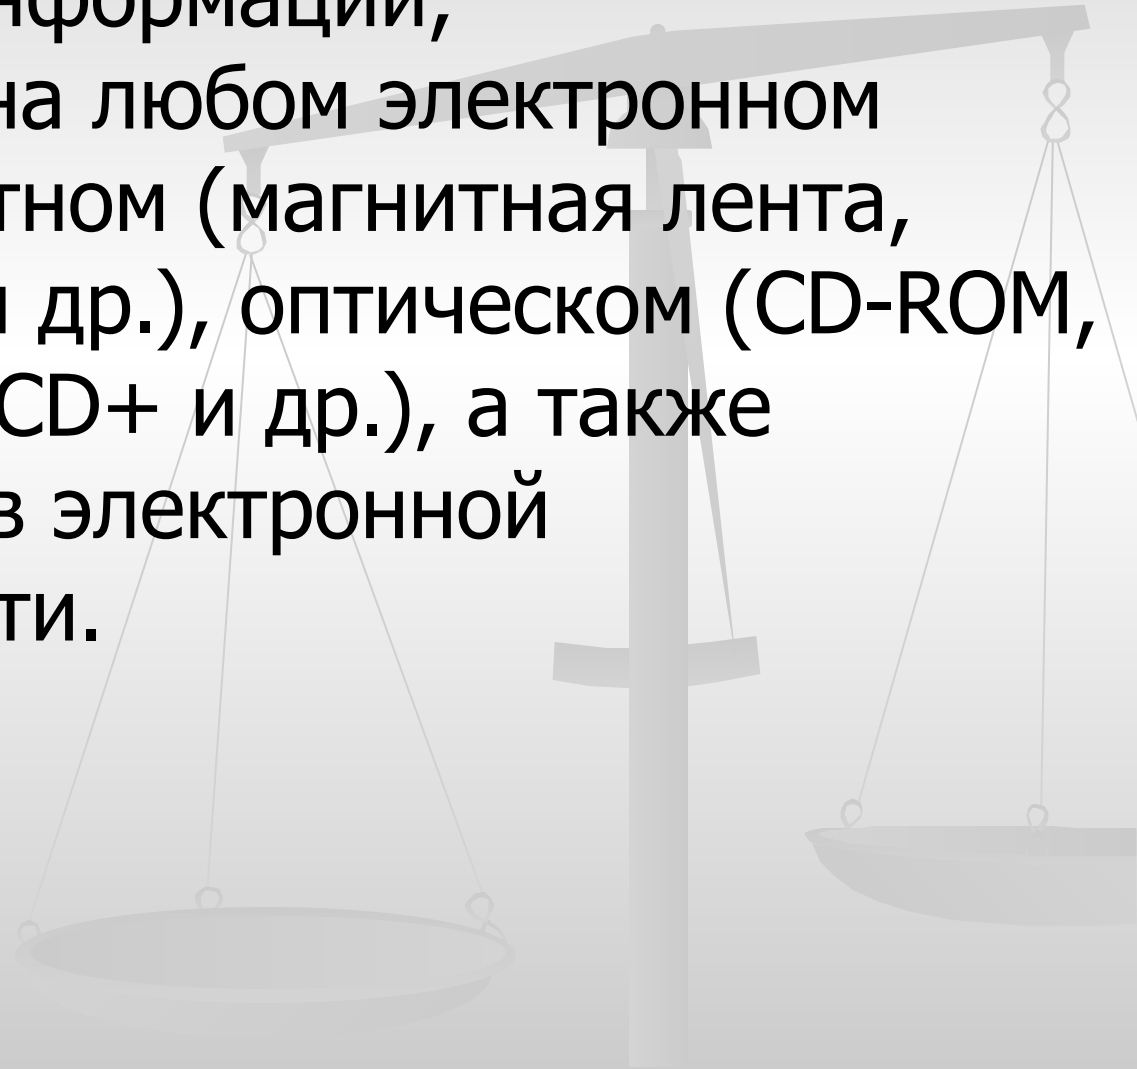 нформации,
на любом электронном
тном (магнитная лента,
и др.), оптическом (CD-ROM,
CD+ и др.), а также
в электронной
ти.